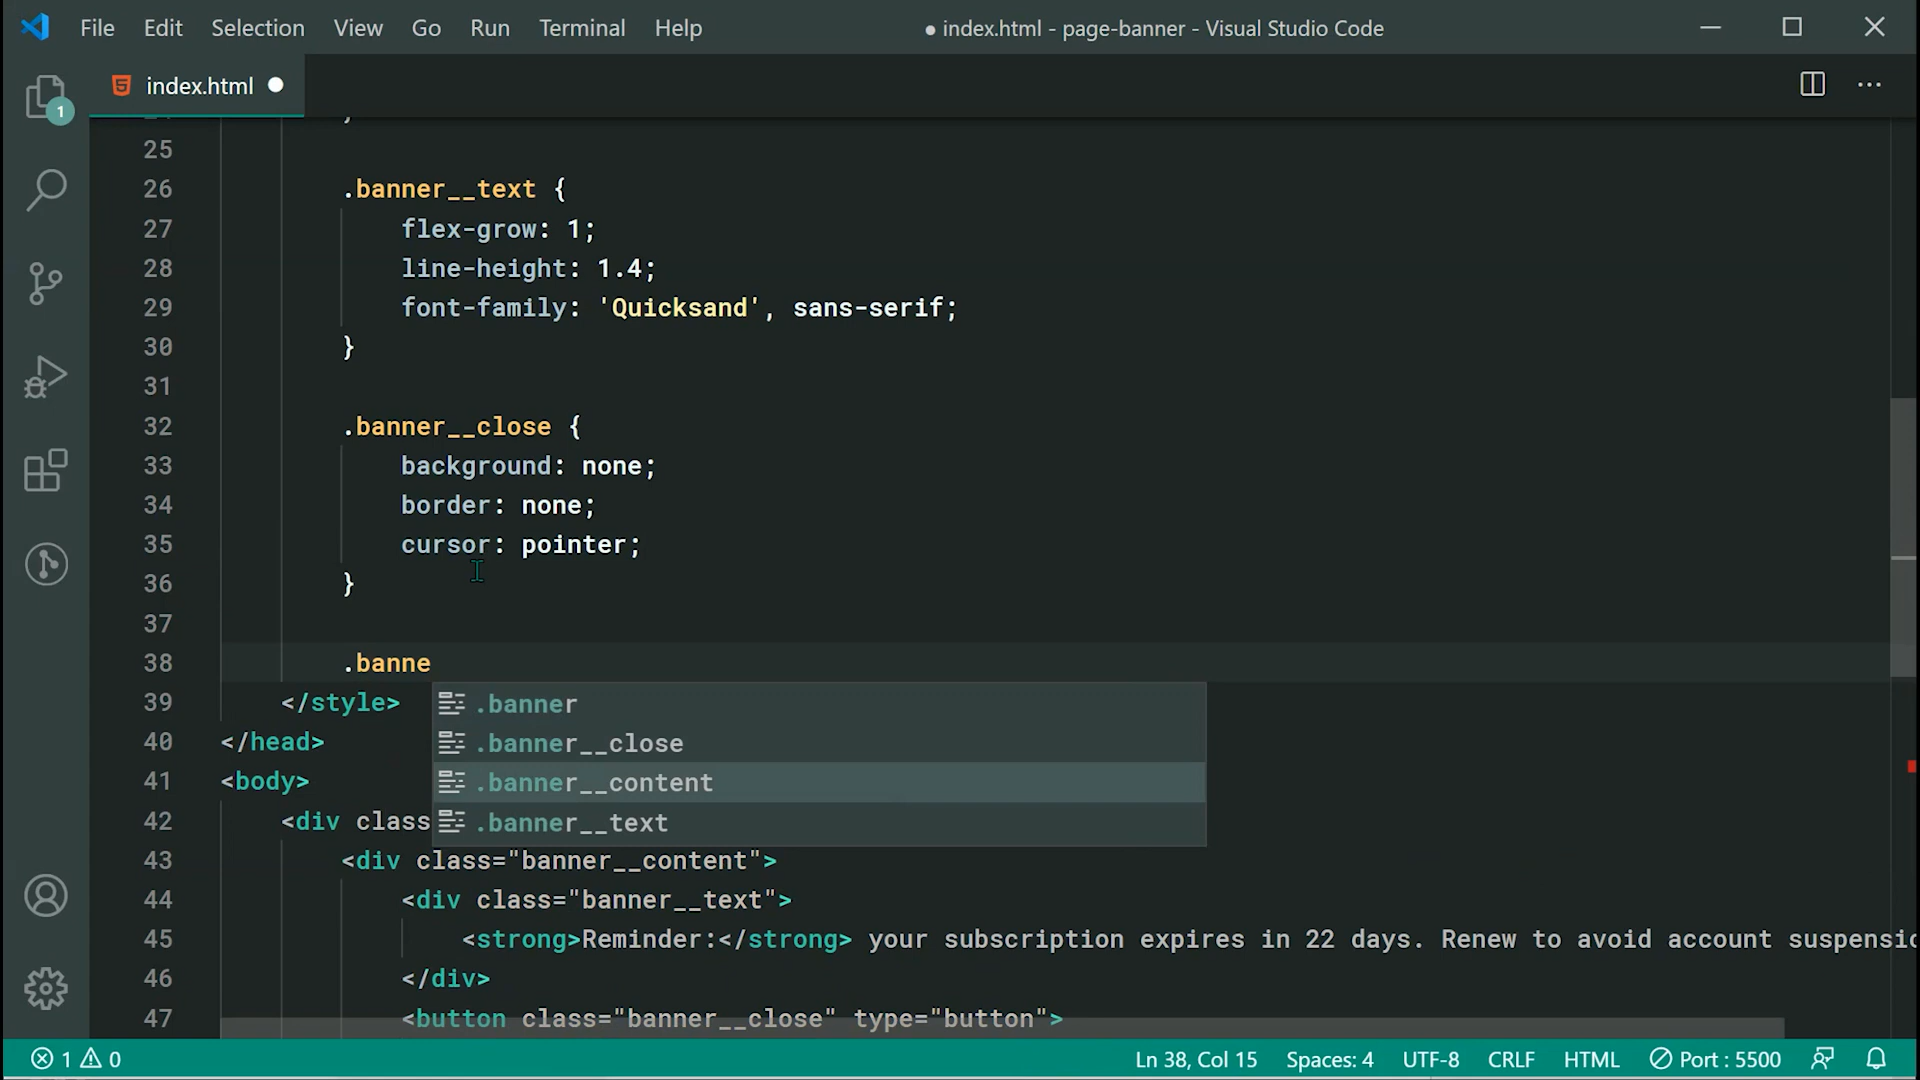 File Edit Selection View Go Run Terminal Help ● index.html - page-banner - Visual Studio Code
index.html
1
25
26 .banner__text {
27 flex-grow: 1;
28 line-height: 1.4;
29 font-family: 'Quicksand', sans-serif;
30 }
31
32 .banner__close {
33 background: none;
34 border: none;
35 cursor: pointer;
36 }
37
38 .banne
39 </style>
.banner
40 </head>
.banner__close
41 <body>
.banner__content
42 <div class
.banner__text
43 <div class="banner__content">
44 <div class="banner__text">
45 <strong>Reminder:</strong> your subscription expires in 22 days. Renew to avoid account
46 </div>
47 <button class="banner__close" type="button">
1 0 Ln 38, Col 15 Spaces: 4 UTF-8 CRLF HTML Port : 5500